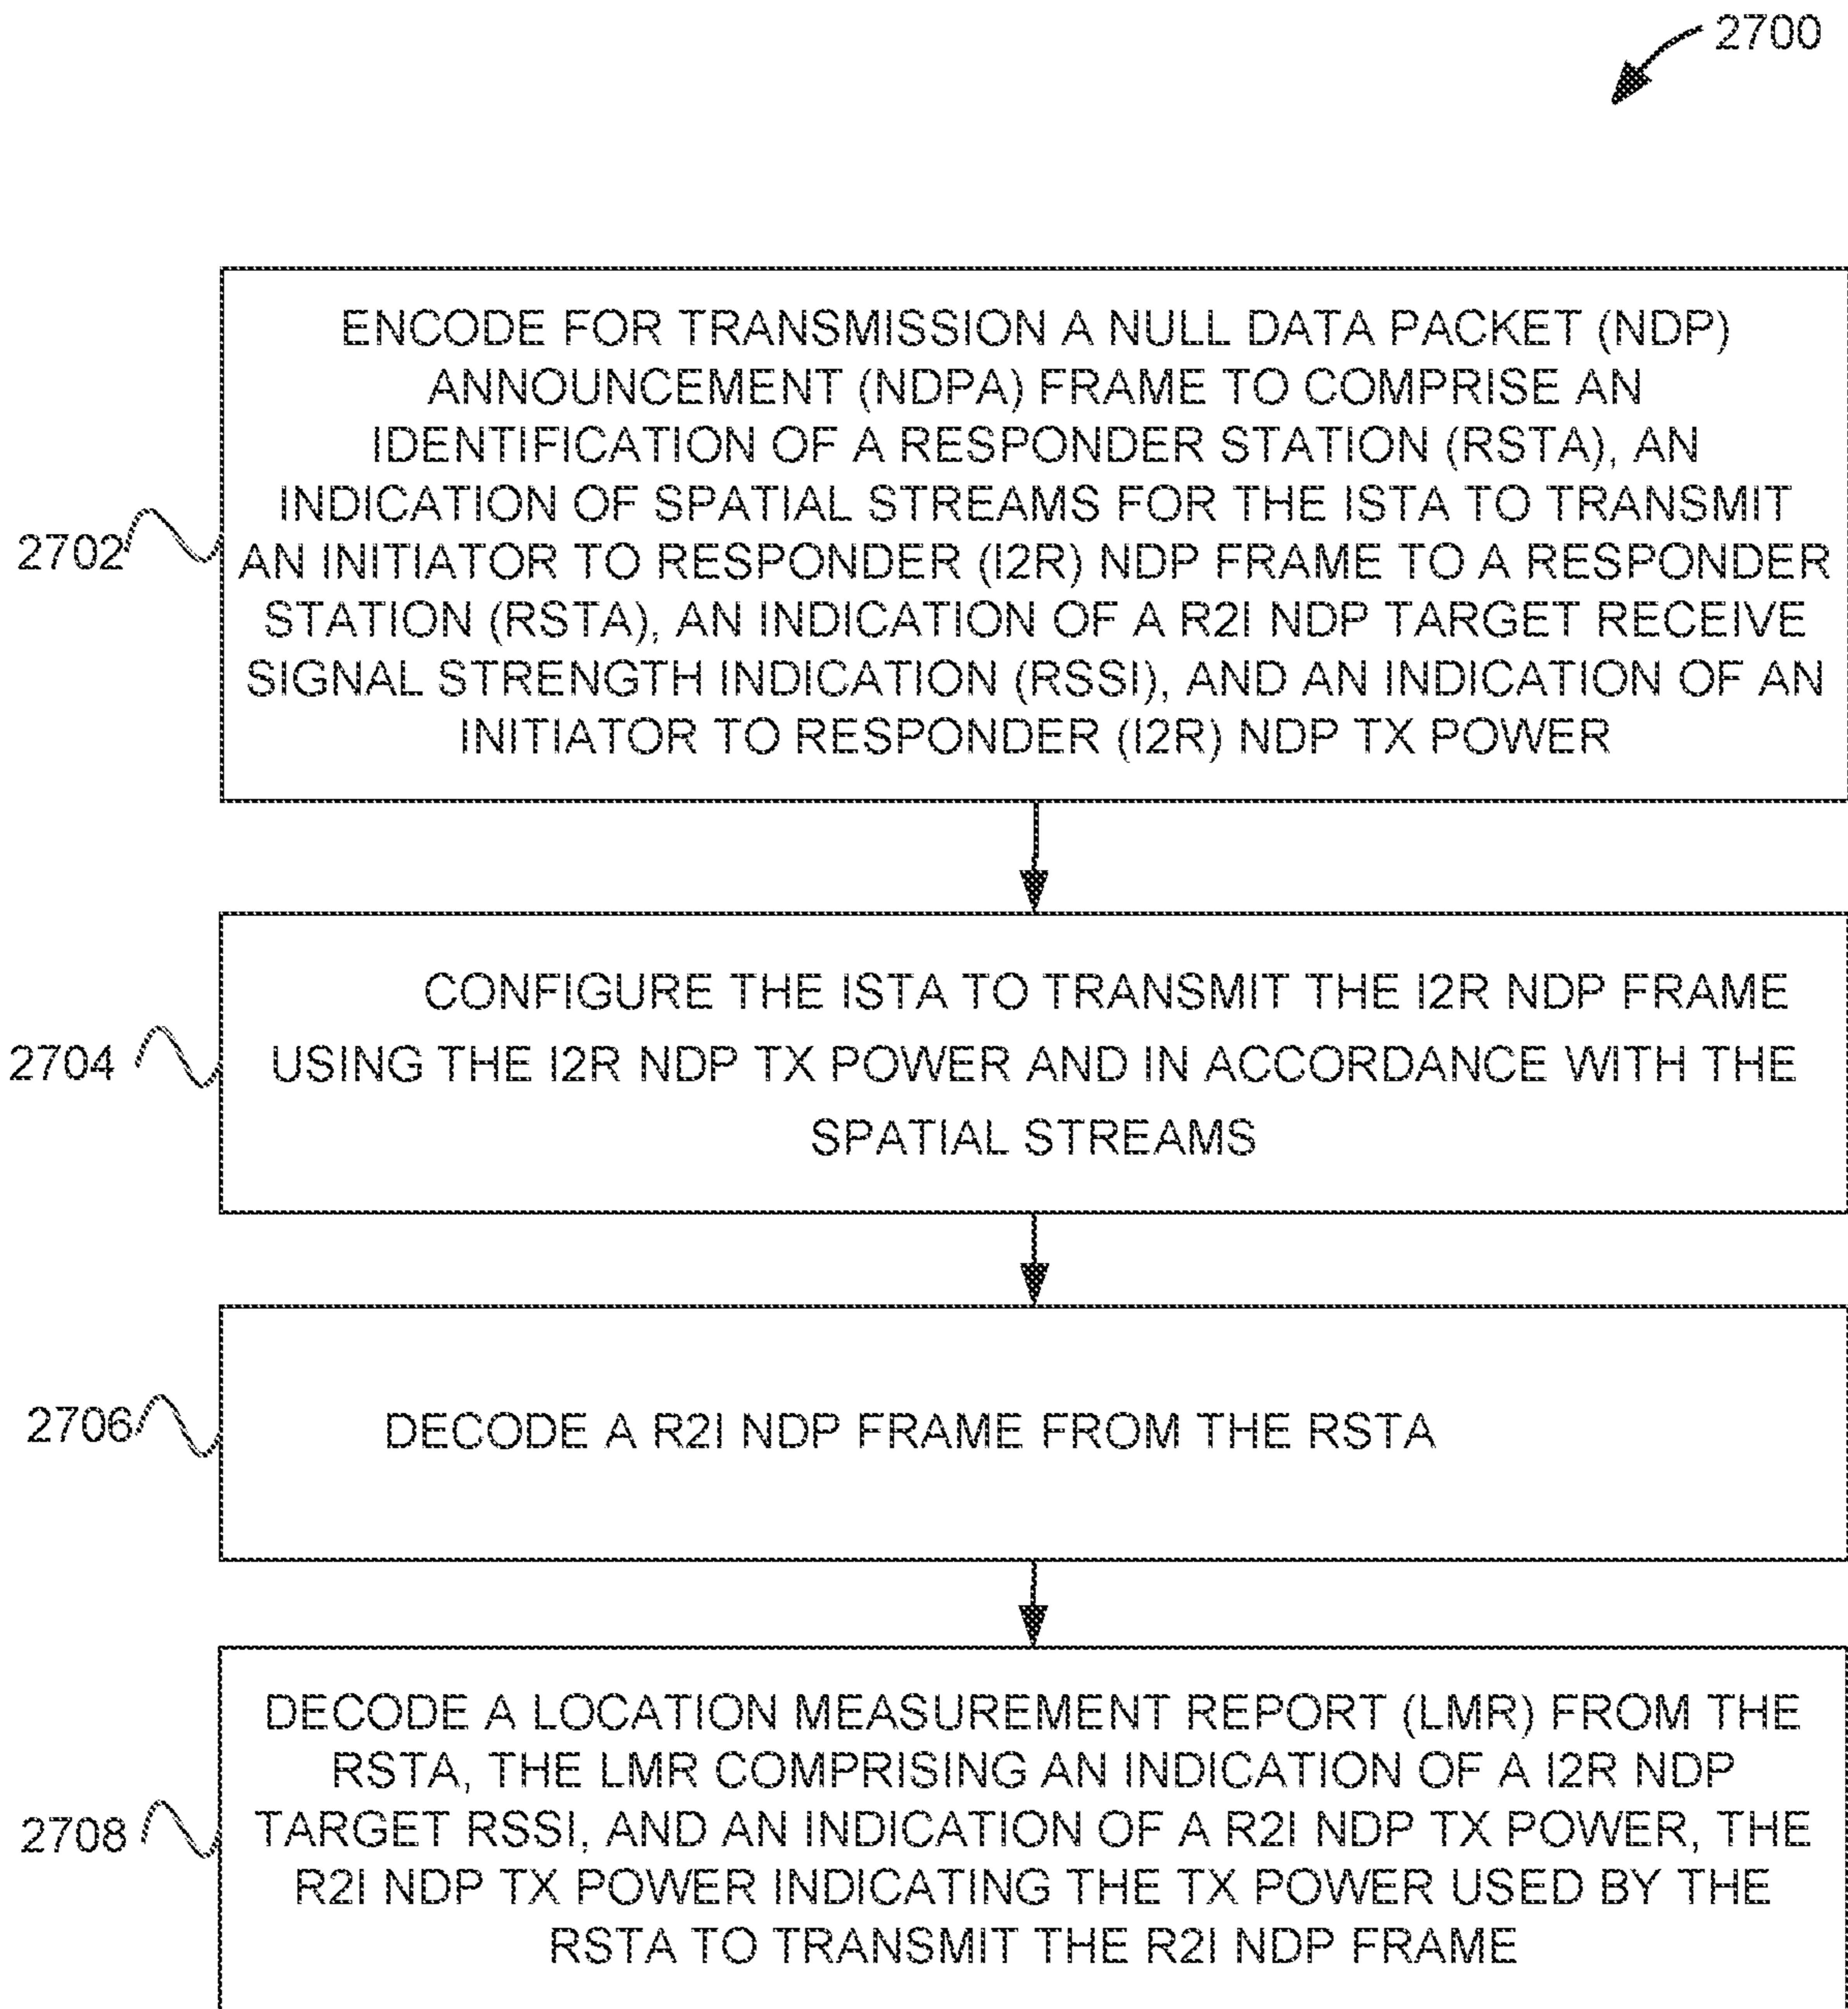 2700
ENCODE FOR TRANSMISSION A NULL DATA PACKET (NDP)
ANNOUNCEMENT (NDPA) FRAME TO COMPRISE AN
IDENTIFICATION OF A RESPONDER STATION (RSTA), AN
INDICATION OF SPATIAL STREAMS FOR THE ISTA TO TRANSMIT
AN INITIATOR TO RESPONDER (I2R) NDP FRAME TO A RESPONDER
STATION (RSTA), AN INDICATION OF A R2I NDP TARGET RECEIVE
SIGNAL STRENGTH INDICATION (RSSI), AND AN INDICATION OF AN
INITIATOR TO RESPONDER (I2R) NDP TX POWER
2702
CONFIGURE THE ISTA TO TRANSMIT THE I2R NDP FRAME
USING THE I2R NDP TX POWER AND IN ACCORDANCE WITH THE
SPATIAL STREAMS
2704
DECODE A R2I NDP FRAME FROM THE RSTA
2706
DECODE A LOCATION MEASUREMENT REPORT (LMR) FROM THE
RSTA, THE LMR COMPRISING AN INDICATION OF A I2R NDP
TARGET RSSI, AND AN INDICATION OF A R2I NDP TX POWER, THE
R2I NDP TX POWER INDICATING THE TX POWER USED BY THE
RSTA TO TRANSMIT THE R2I NDP FRAME
2708